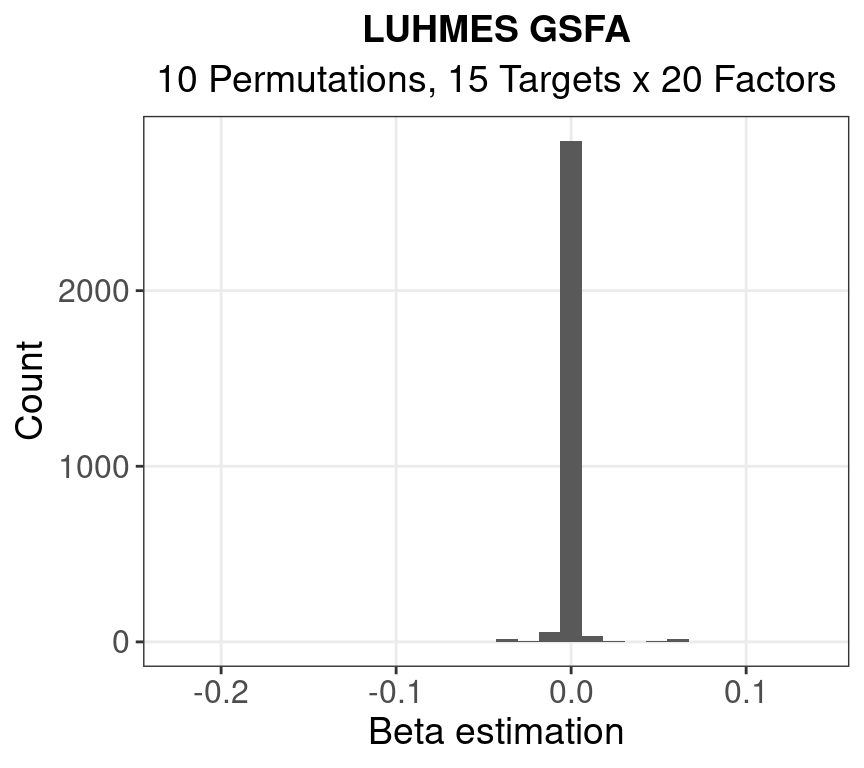 LUHMES GSFA
10 Permutations, 15 Targets x 20 Factors
Count
2000
1000
0
-0.2
-0.1
0.0
0.1
Beta estimation